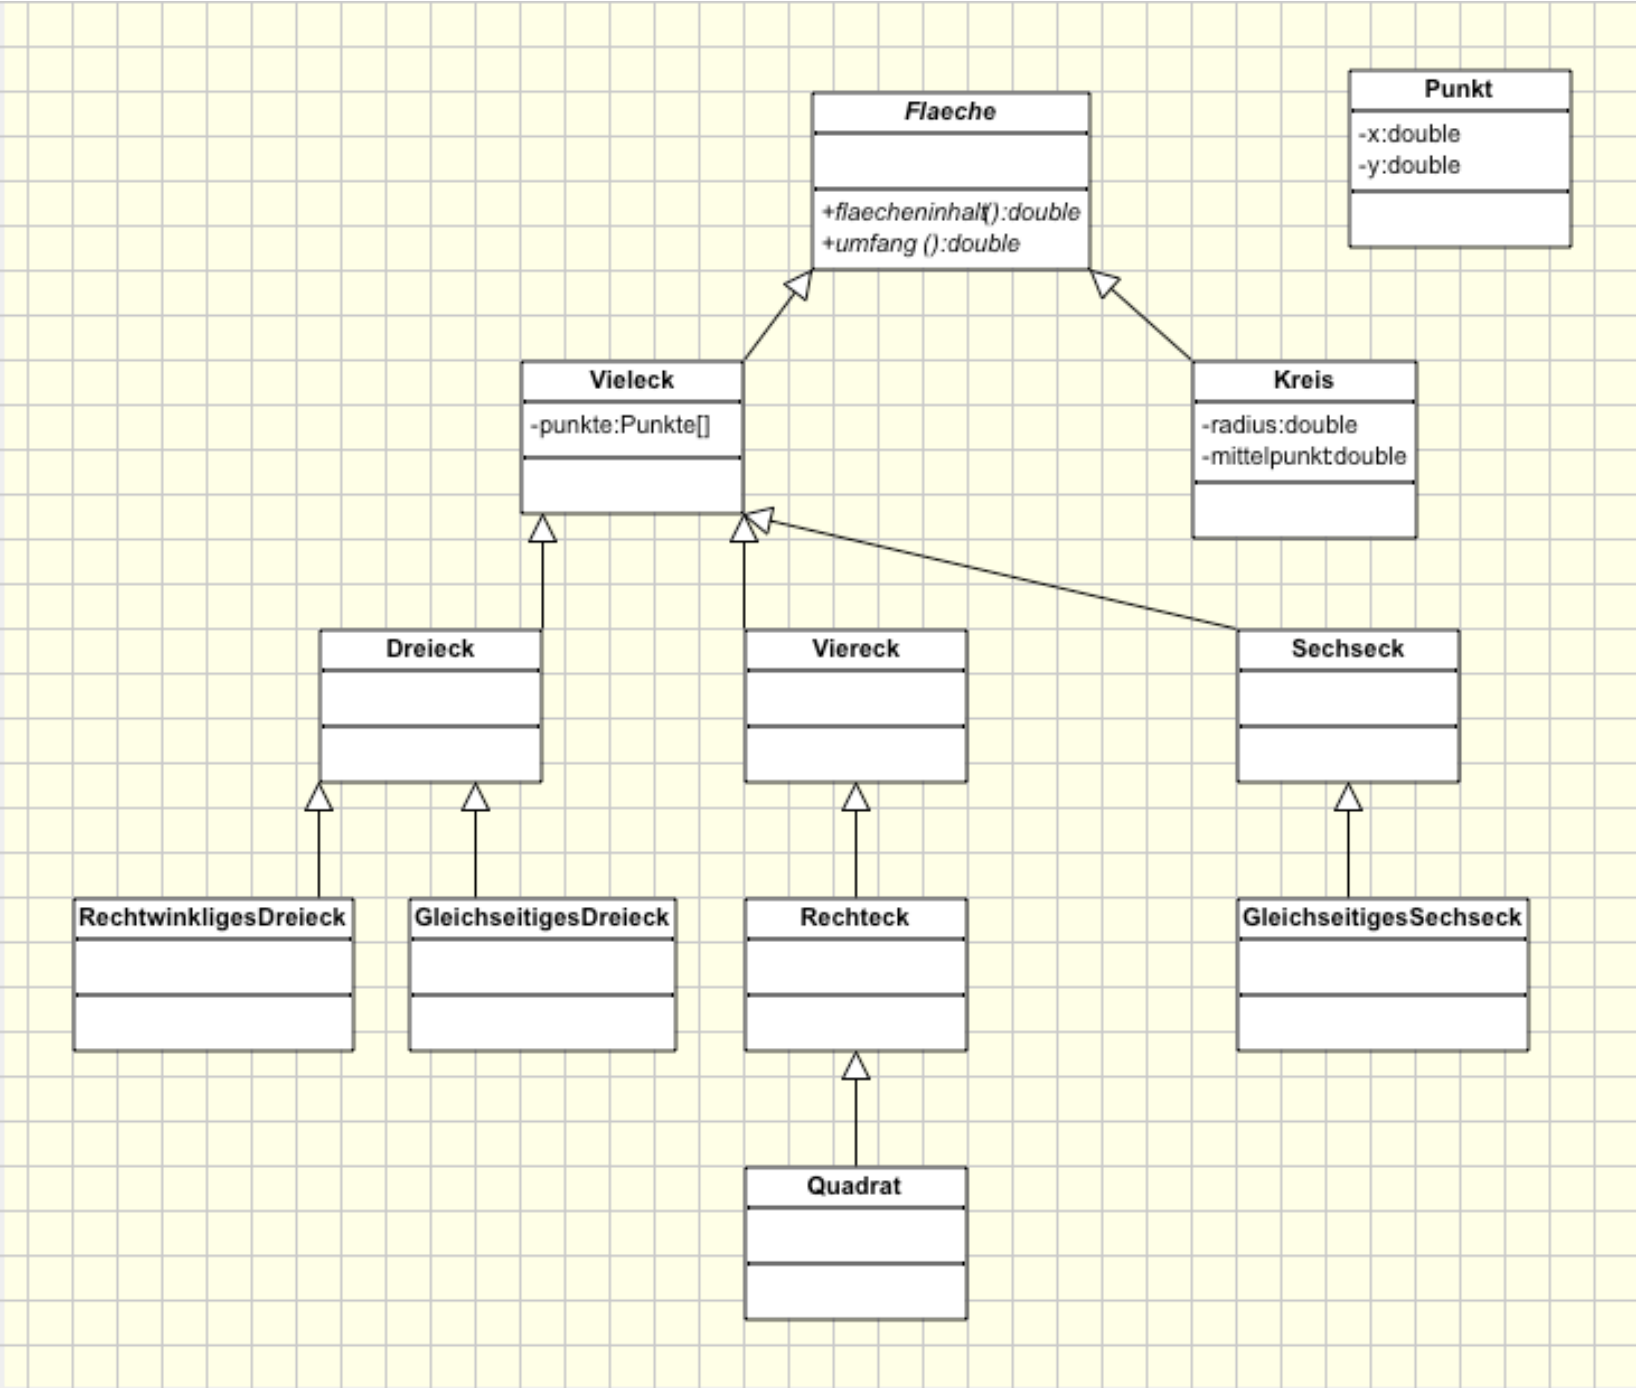 Punkt
-x:double
-y:double
Flaeche
+flaecheninhalt():double
+umfang ():double
Vieleck
-punkte:Punkte[]
Kreis
-radius:double
-mittelpunkt:double
Dreieck
Viereck
Sechseck
RechtwinkligesDreieck
GleichseitigesDreieck
Rechteck
GleichseitigesSechseck
Quadrat